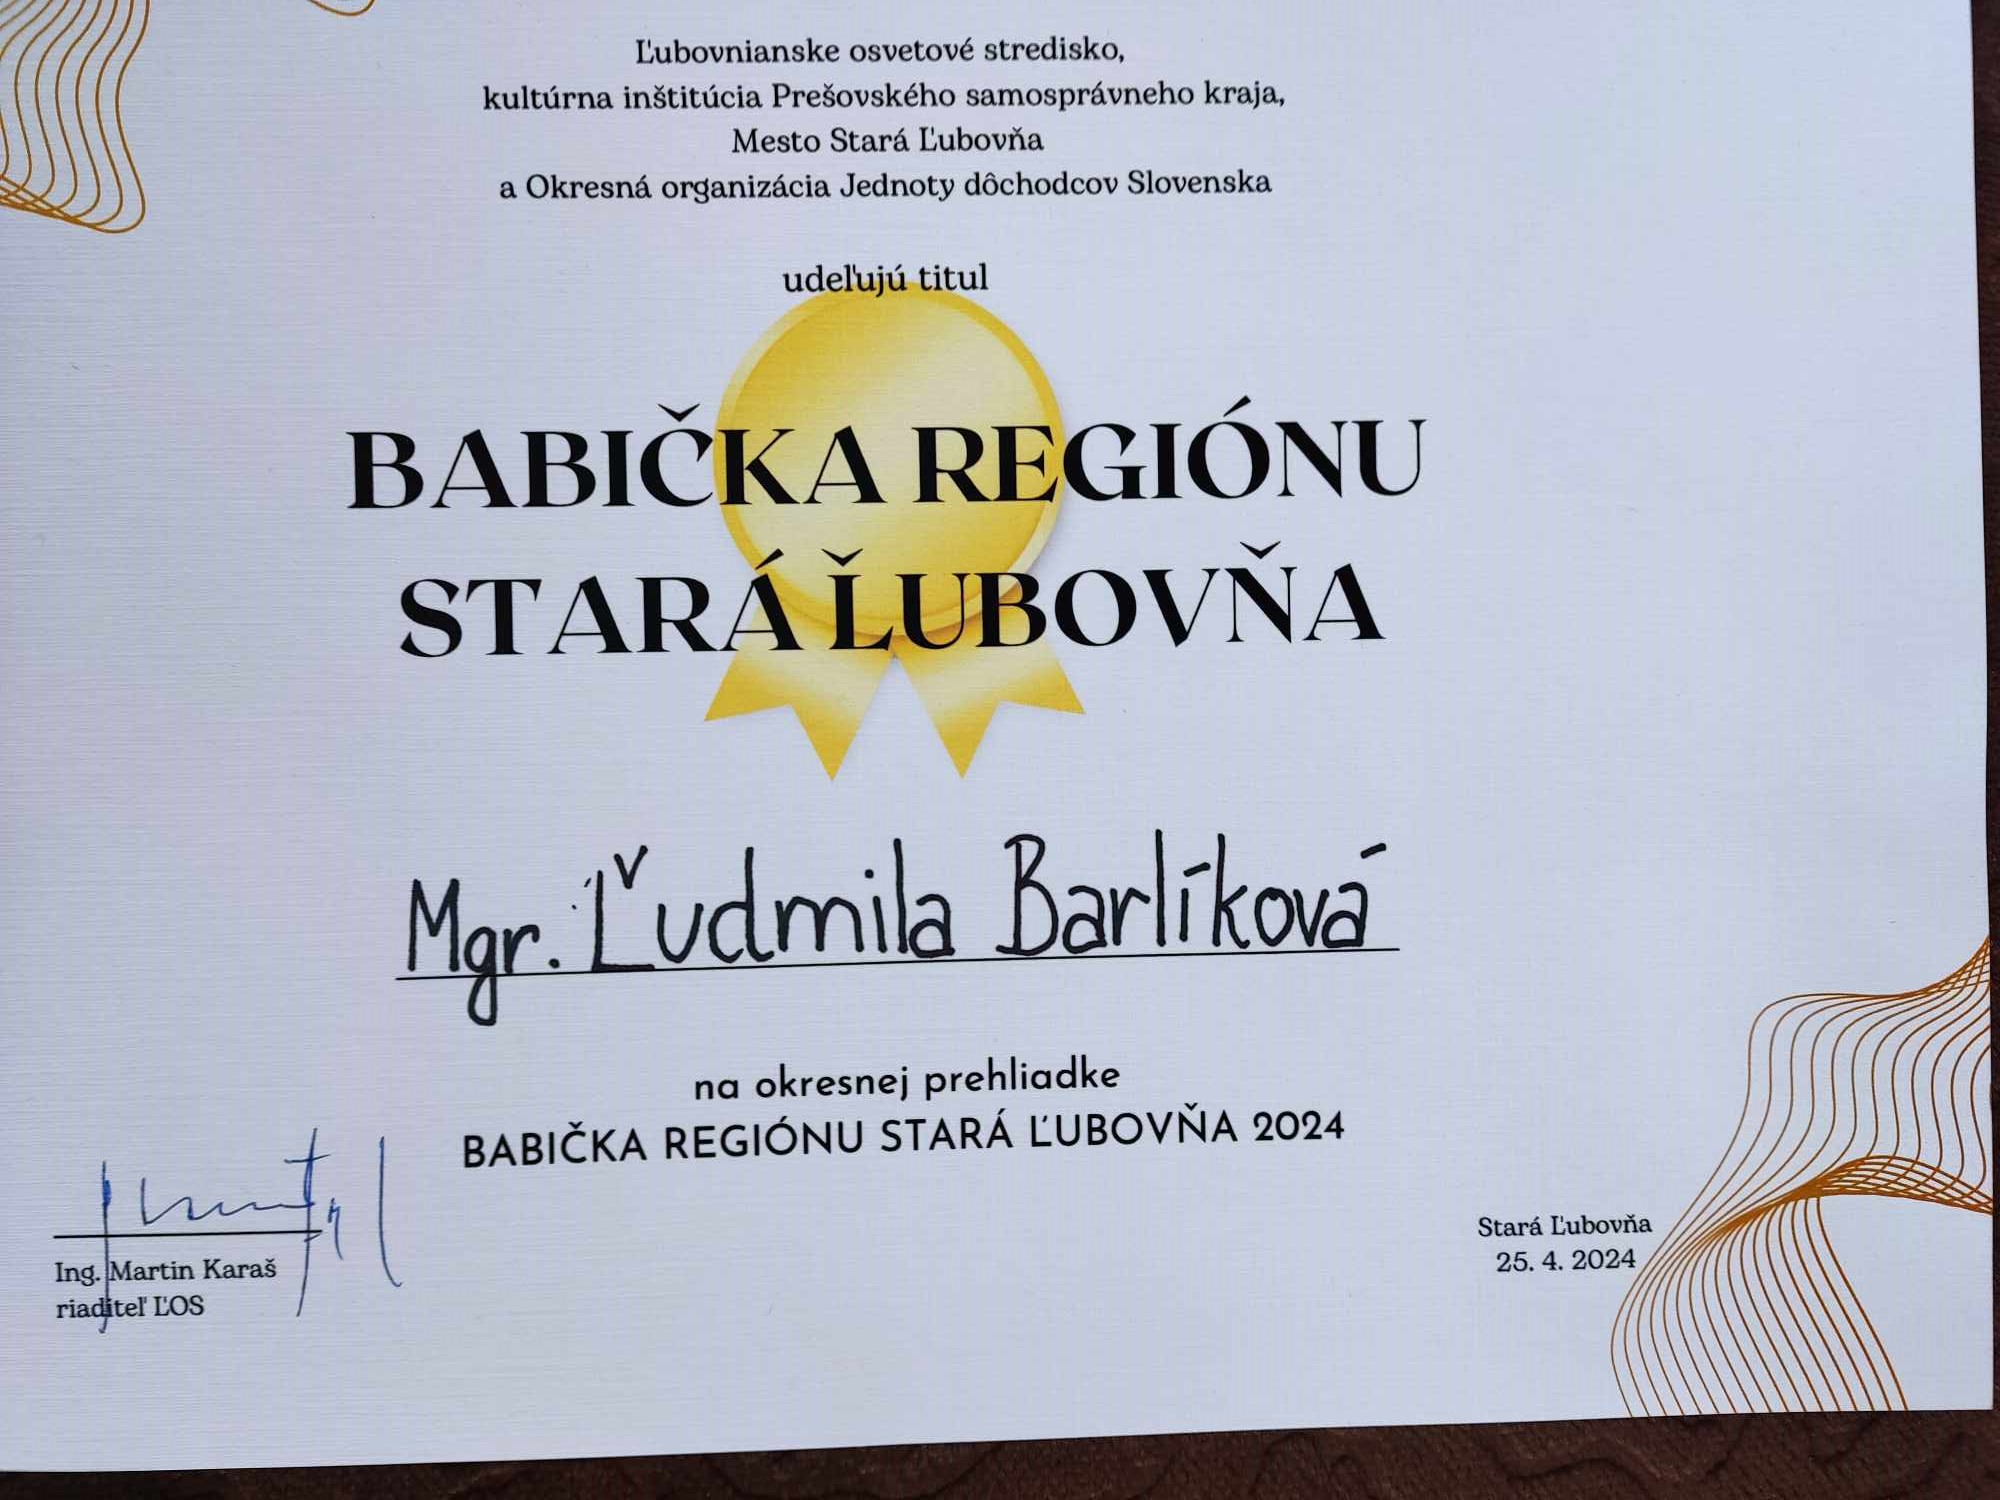 Ľubovnianske osvetové stredisko,
kultúrna inštitúcia Prešovského samosprávneho kraja,
Mesto Stará Ľubovňa
a Okresná organizácia Jednoty dôchodcov Slovenska
udeľujú titul
BABIČKA REGIÓNU
STARÁ ĽUBOVŇA
Mgr. Ľudmila Barlíková
na okresnej prehliadke
BABIČKA REGIÓNU STARÁ ĽUBOVŇA 2024
Ing. Martin Karaš
riaditeľ ĽOS
Stará Ľubovňa
25. 4. 2024